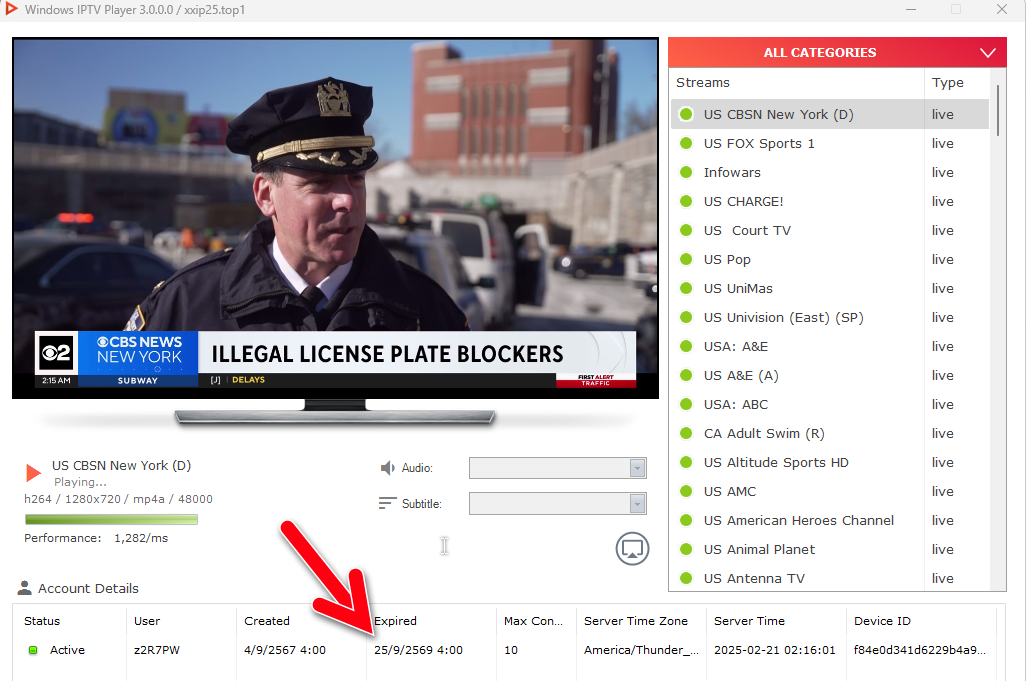 Windows IPTV Player 3.0.0.0 / xxip25.top1
2
CBS NEWS
NEW YORK
ILLEGAL LICENSE PLATE BLOCKERS
2:15 AM
SUBWAY
[J] | DELAYS
FIRST ALERT
TRAFFIC
US CBSN New York (D)
Playing...
h264 / 1280x720 / mp4a / 48000
Performance: 1,282/ms
Audio:
Subtitle:
ALL CATEGORIES
Streams Type
US CBSN New York (D) live
US FOX Sports 1 live
Infowars live
US CHARGE! live
US  Court TV live
US Pop live
US UniMas live
US Univision (East) (SP) live
USA: A&E live
US A&E (A) live
USA: ABC live
CA Adult Swim (R) live
US Altitude Sports HD live
US AMC live
US American Heroes Channel live
US Animal Planet live
US Antenna TV live
Account Details
Status User Created Expired Max Con... Server Time Zone Server Time Device ID
Active z2R7PW 4/9/2567 4:00 25/9/2569 4:00 10 America/Thunder_... 2025-02-21 02:16:01 f84e0d341d6229b4a9...